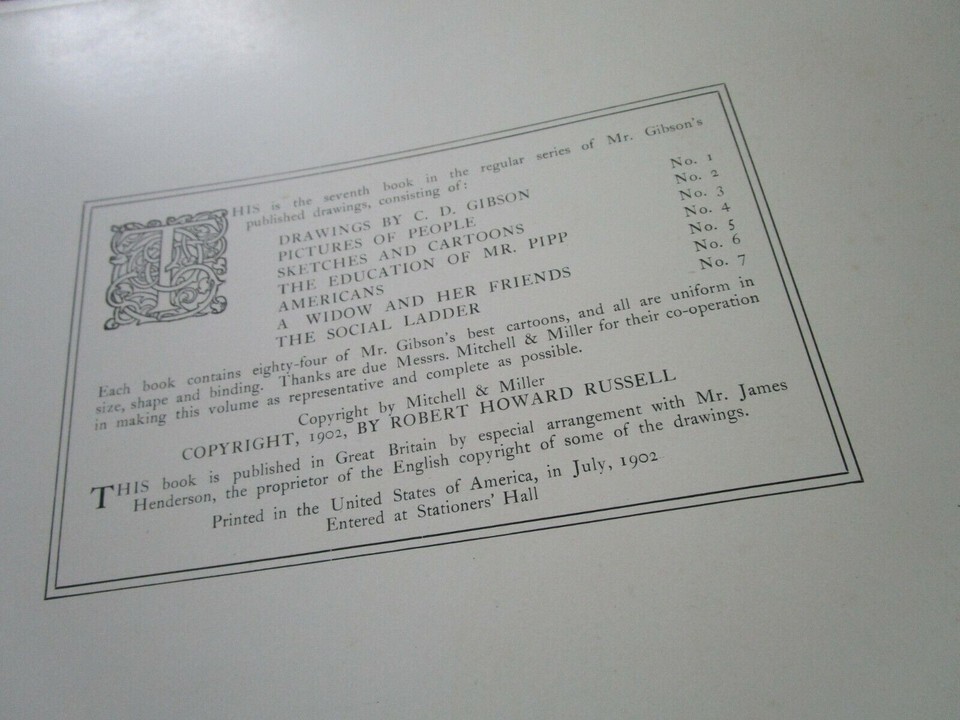 THIS is the seventh book in the regular series of Mr. Gibson's
published drawings, consisting of:
DRAWINGS BY C. D. GIBSON No. 1
PICTURES OF PEOPLE No. 2
SKETCHES AND CARTOONS No. 3
THE EDUCATION OF MR. PIPP No. 4
AMERICANS No. 5
A WIDOW AND HER FRIENDS No. 6
THE SOCIAL LADDER No. 7
Each book contains eighty-four of Mr. Gibson's best cartoons, and all are uniform in
size, shape and binding. Thanks are due Messrs. Mitchell & Miller for their co-operation
in making this volume as representative and complete as possible.
Copyright by Mitchell & Miller
COPYRIGHT, 1902, BY ROBERT HOWARD RUSSELL
THIS book is published in Great Britain by especial arrangement with Mr. James
Henderson, the proprietor of the English copyright of some of the drawings.
Printed in the United States of America, in July, 1902
Entered at Stationers' Hall